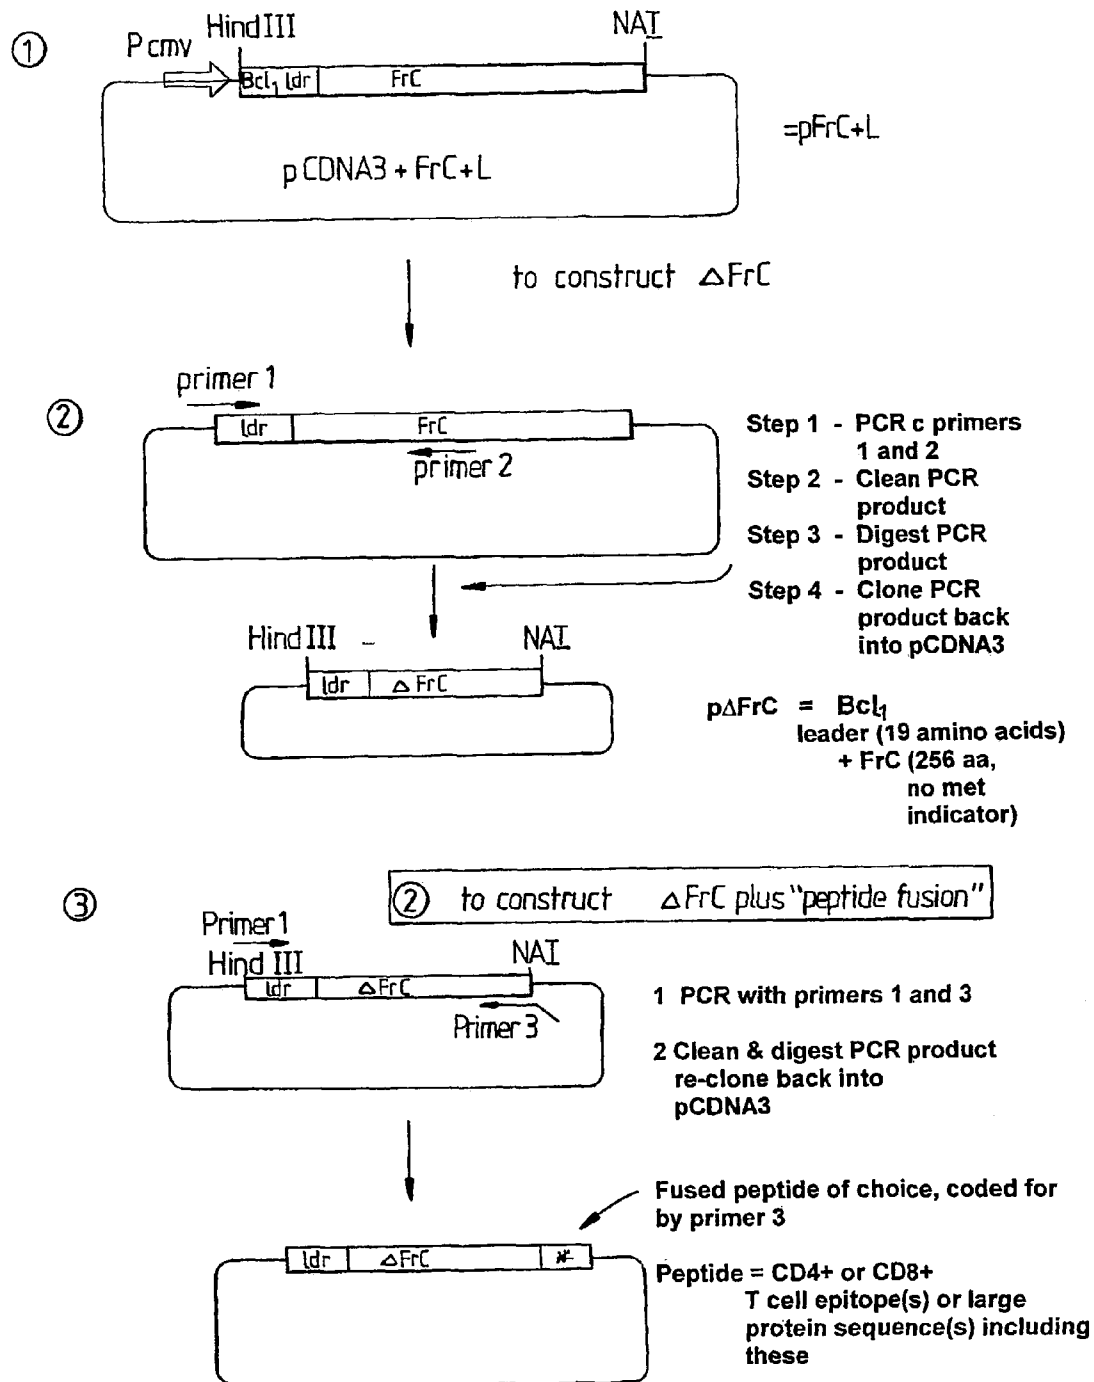 ①
P cmv
Hind III
NAI
Bcl1 ldr
FrC
pCDNA3 + FrC+L
=pFrC+L
to construct ΔFrC
②
primer 1
ldr
FrC
primer 2
Step 1 - PCR c primers
1 and 2
Step 2 - Clean PCR
product
Step 3 - Digest PCR
product
Step 4 - Clone PCR
product back
into pCDNA3
Hind III –
NAI
ldr
ΔFrC
pΔFrC = Bcl1
leader (19 amino acids)
+ FrC (256 aa,
no met
indicator)
③
② to construct ΔFrC plus "peptide fusion"
Primer 1
Hind III
NAI
ldr
ΔFrC
Primer 3
1 PCR with primers 1 and 3
2 Clean & digest PCR product
re-clone back into
pCDNA3
Fused peptide of choice, coded for
by primer 3
ldr
ΔFrC
*
Peptide = CD4+ or CD8+
T cell epitope(s) or large
protein sequence(s) including
these